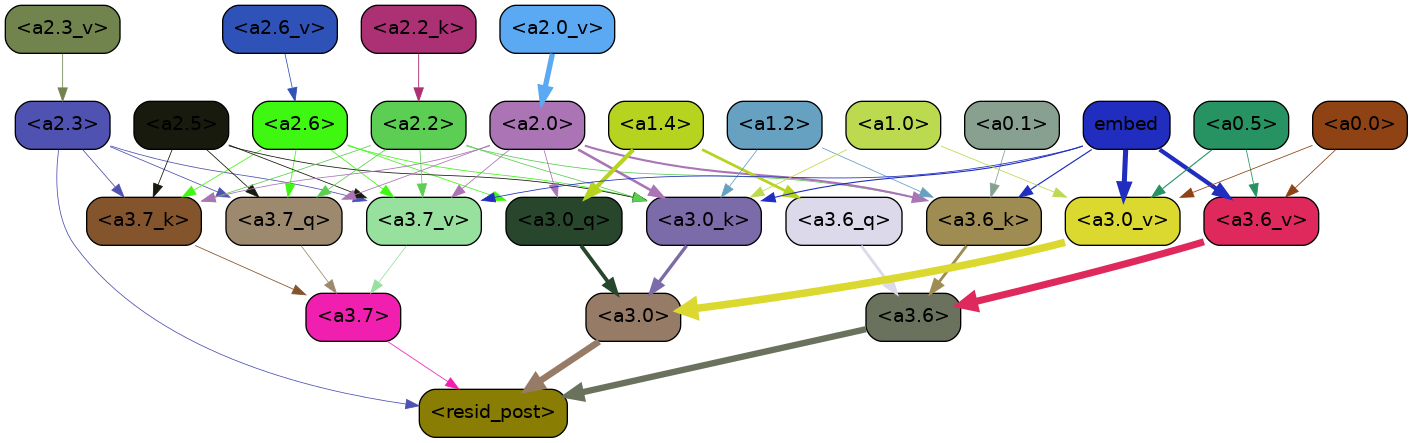 <a2.3_v> <a2.6_v> <a2.2_k> <a2.0_v>
<a2.3> <a2.5> <a2.6> <a2.2> <a2.0> <a1.4> <a1.2> <a1.0> <a0.1> embed <a0.5> <a0.0>
<a3.7_k> <a3.7_q> <a3.7_v> <a3.0_q> <a3.0_k> <a3.6_q> <a3.6_k> <a3.0_v> <a3.6_v>
<a3.7> <a3.0> <a3.6>
<resid_post>